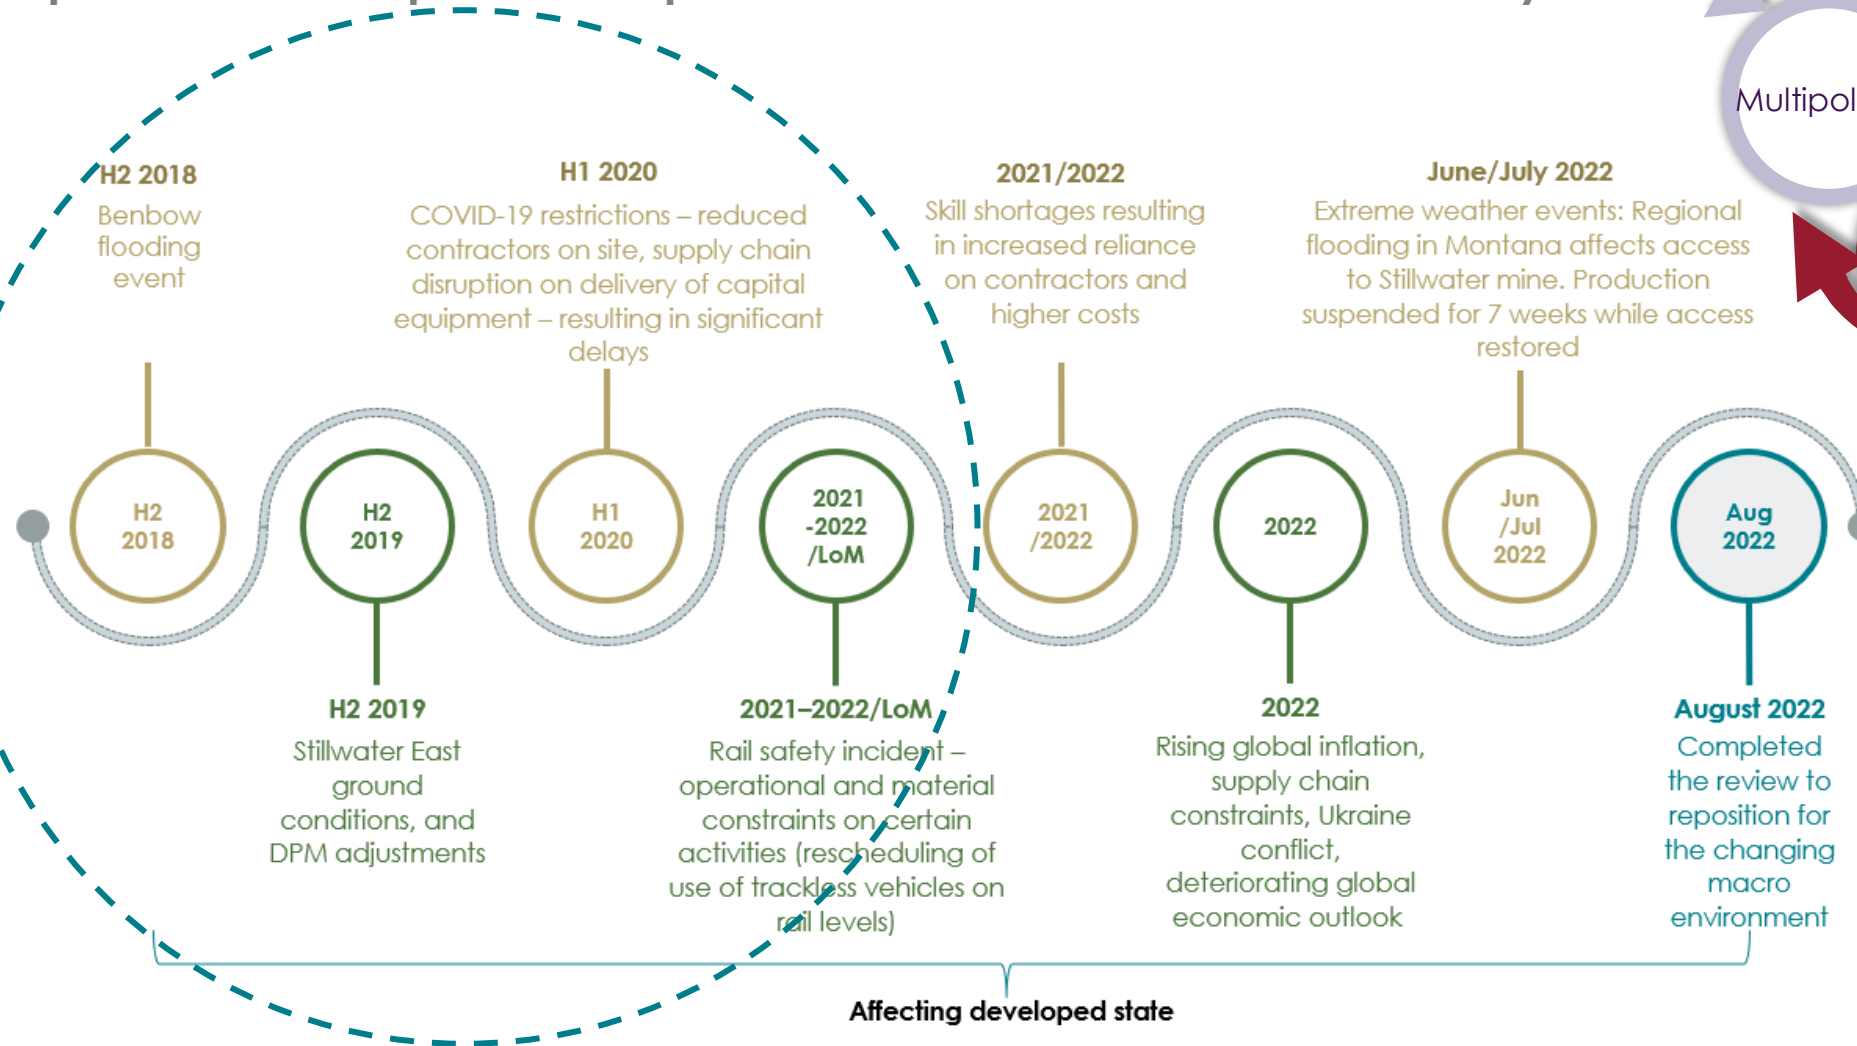 Multipol
H2 2018
Benbow
flooding
event
H1 2020
COVID-19 restrictions – reduced
contractors on site, supply chain
disruption on delivery of capital
equipment – resulting in significant
delays
2021/2022
Skill shortages resulting
in increased reliance
on contractors and
higher costs
June/July 2022
Extreme weather events: Regional
flooding in Montana affects access
to Stillwater mine. Production
suspended for 7 weeks while access
restored
H2
2018
H2
2019
H1
2020
2021
-2022
/LoM
2021
/2022
2022
Jun
/Jul
2022
Aug
2022
H2 2019
Stillwater East
ground
conditions, and
DPM adjustments
2021–2022/LoM
Rail safety incident –
operational and material
constraints on certain
activities (rescheduling of
use of trackless vehicles on
rail levels)
2022
Rising global inflation,
supply chain
constraints, Ukraine
conflict,
deteriorating global
economic outlook
August 2022
Completed
the review to
reposition for
the changing
macro
environment
Affecting developed state